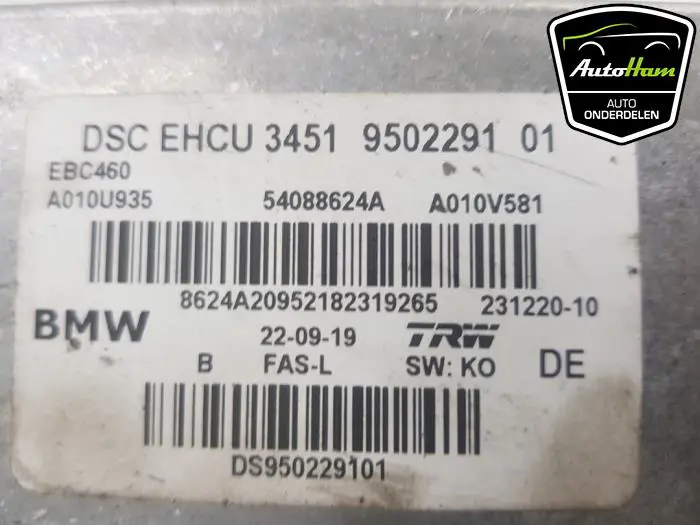 AutoHam
AUTO
ONDERDELEN
DSC EHCU 3451 9502291 01
EBC460
A010U935 54088624A A010V581
8624A20952182319265 231220-10
BMW 22-09-19 TRW
B FAS-L SW: KO DE
DS950229101